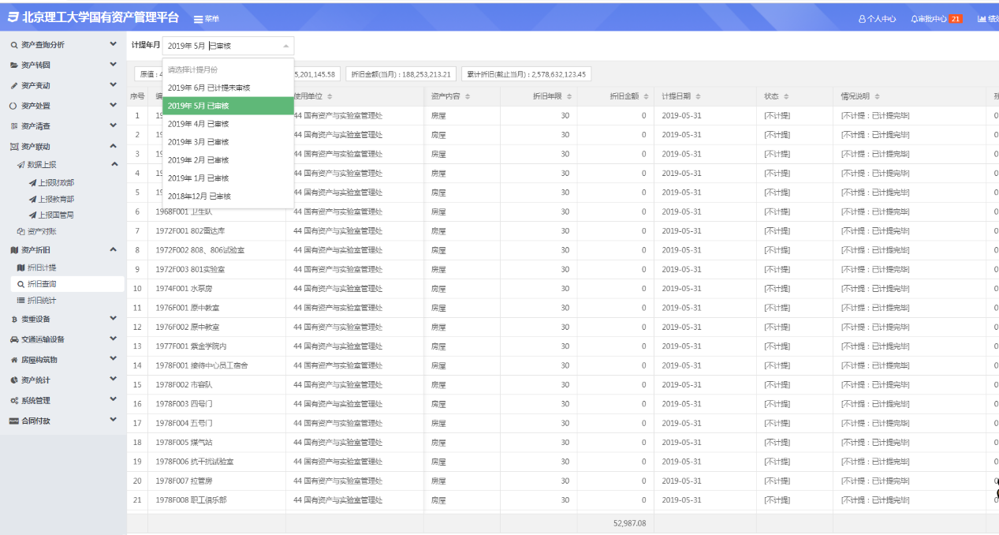 北京理工大学国有资产管理平台 菜单 个人中心 审批中心 21
资产查询分析
资产转固
资产变动
资产处置
资产清查
资产联动
数据上报
上报财政部
上报教育部
上报国管局
资产对账
资产折旧
折旧计提
折旧查询
折旧统计
贵重设备
交通运输设备
房屋构筑物
资产统计
系统管理
合同付款
计提年月 2019年 5月 已审核
请选择计提月份
2019年 6月 已计提未审核
2019年 5月 已审核
2019年 4月 已审核
2019年 3月 已审核
2019年 2月 已审核
2019年 1月 已审核
2018年12月 已审核
原值：4 5,201,145.58 折旧金额(当月)：188,253,213.21 累计折旧(截止当月)：2,578,632,123.45
序号 使用单位 资产内容 折旧年限 折旧金额 计提日期 状态 情况说明
1 19 44 国有资产与实验室管理处 房屋 30 0 2019-05-31 [不计提] [不计提：已计提完毕] 0
2 19 44 国有资产与实验室管理处 房屋 30 0 2019-05-31 [不计提] [不计提：已计提完毕] 0
3 19 44 国有资产与实验室管理处 房屋 30 0 2019-05-31 [不计提] [不计提：已计提完毕] 0
4 19 44 国有资产与实验室管理处 房屋 30 0 2019-05-31 [不计提] [不计提：已计提完毕] 0
5 19 44 国有资产与实验室管理处 房屋 30 0 2019-05-31 [不计提] [不计提：已计提完毕] 0
6 1968F001 卫生队 44 国有资产与实验室管理处 房屋 30 0 2019-05-31 [不计提] [不计提：已计提完毕] 0
7 1972F001 802雷达库 44 国有资产与实验室管理处 房屋 30 0 2019-05-31 [不计提] [不计提：已计提完毕] 0
8 1972F002 808、806试验室 44 国有资产与实验室管理处 房屋 30 0 2019-05-31 [不计提] [不计提：已计提完毕] 0
9 1972F003 801实验室 44 国有资产与实验室管理处 房屋 30 0 2019-05-31 [不计提] [不计提：已计提完毕] 0
10 1974F001 水泵房 44 国有资产与实验室管理处 房屋 30 0 2019-05-31 [不计提] [不计提：已计提完毕] 0
11 1976F001 原中教室 44 国有资产与实验室管理处 房屋 30 0 2019-05-31 [不计提] [不计提：已计提完毕] 0
12 1976F002 原中教室 44 国有资产与实验室管理处 房屋 30 0 2019-05-31 [不计提] [不计提：已计提完毕] 0
13 1977F001 紫金学院内 44 国有资产与实验室管理处 房屋 30 0 2019-05-31 [不计提] [不计提：已计提完毕] 0
14 1978F001 接待中心员工宿舍 44 国有资产与实验室管理处 房屋 30 0 2019-05-31 [不计提] [不计提：已计提完毕] 0
15 1978F002 市容队 44 国有资产与实验室管理处 房屋 30 0 2019-05-31 [不计提] [不计提：已计提完毕] 0
16 1978F003 四号门 44 国有资产与实验室管理处 房屋 30 0 2019-05-31 [不计提] [不计提：已计提完毕] 0
17 1978F004 五号门 44 国有资产与实验室管理处 房屋 30 0 2019-05-31 [不计提] [不计提：已计提完毕] 0
18 1978F005 煤气站 44 国有资产与实验室管理处 房屋 30 0 2019-05-31 [不计提] [不计提：已计提完毕] 0
19 1978F006 抗干扰试验室 44 国有资产与实验室管理处 房屋 30 0 2019-05-31 [不计提] [不计提：已计提完毕] 0
20 1978F007 拉管房 44 国有资产与实验室管理处 房屋 30 0 2019-05-31 [不计提] [不计提：已计提完毕] 0
21 1978F008 职工俱乐部 44 国有资产与实验室管理处 房屋 30 0 2019-05-31 [不计提] [不计提：已计提完毕] 0
52,987.08